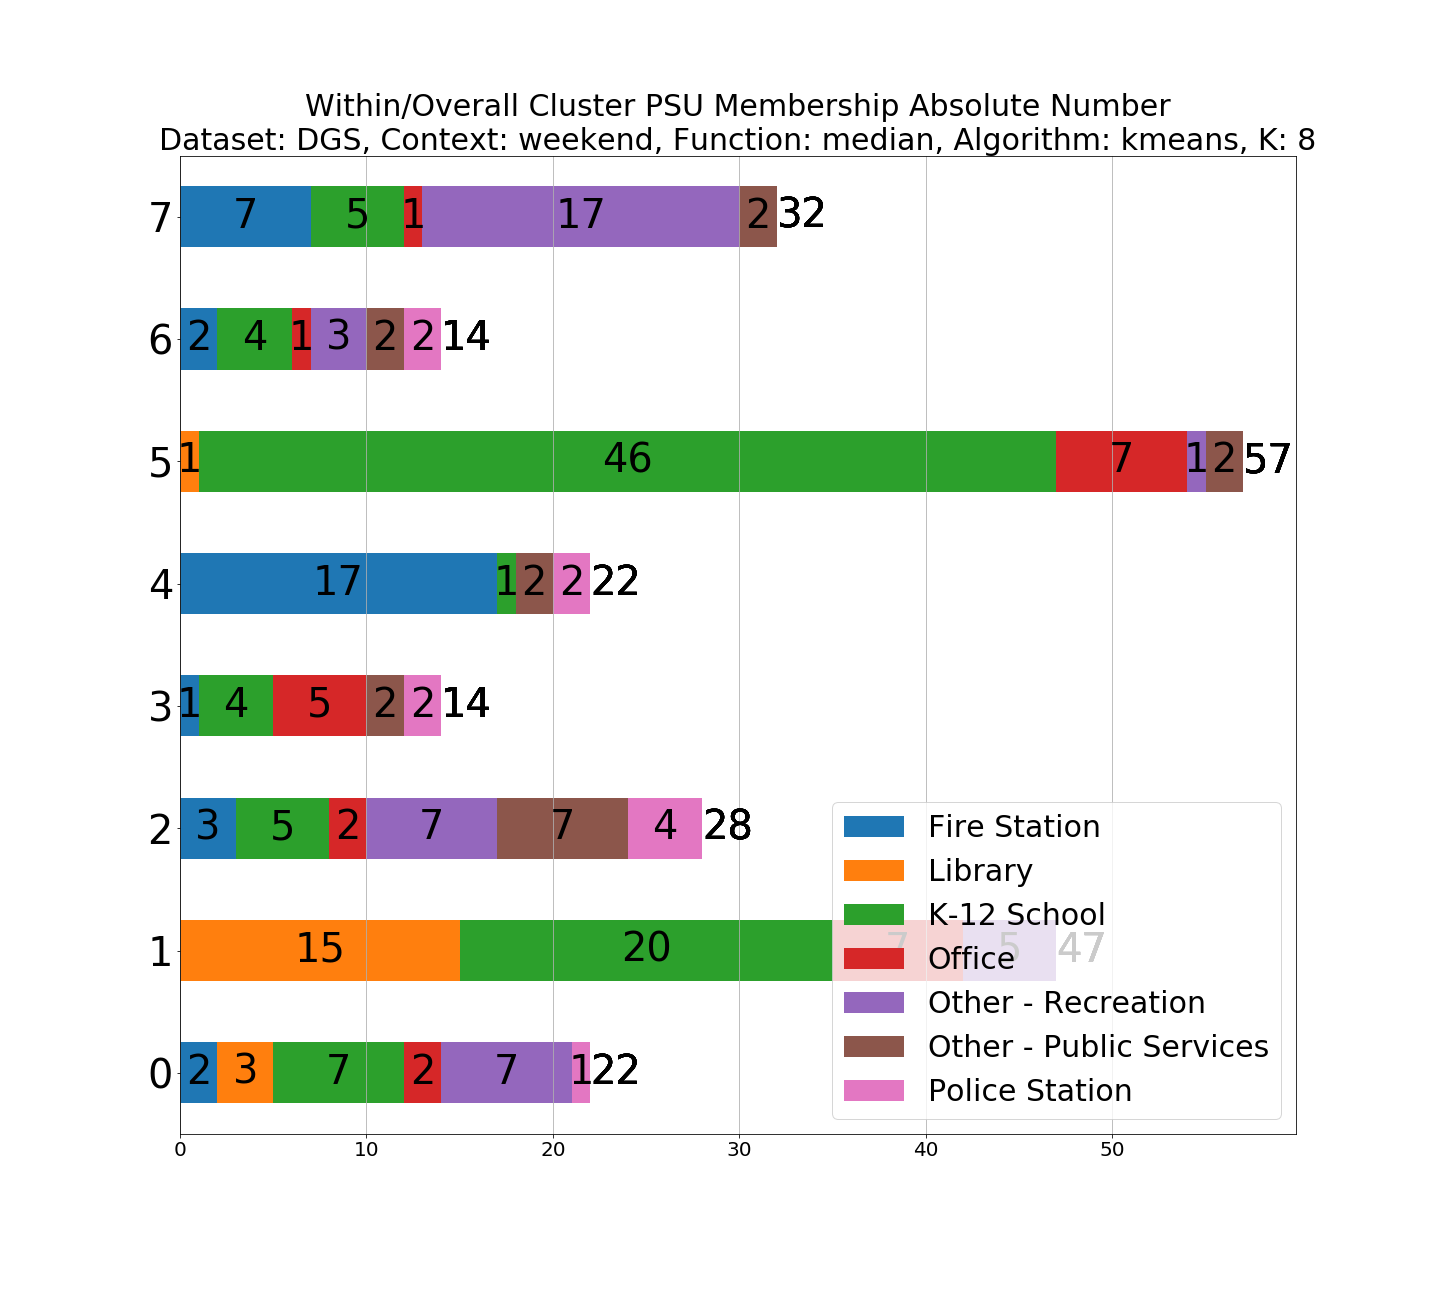 Within/Overall Cluster PSU Membership Absolute Number
Dataset: DGS, Context: weekend, Function: median, Algorithm: kmeans, K: 8
7 7 5 1 17 2 32
6 2 4 1 3 2 2 14
5 1 46 7 1 2 57
4 17 1 2 2 22
3 1 4 5 2 2 14
2 3 5 2 7 7 4 28
1 15 20 7 5 47
0 2 3 7 2 7 1 22
Fire Station
Library
K-12 School
Office
Other - Recreation
Other - Public Services
Police Station
0 10 20 30 40 50